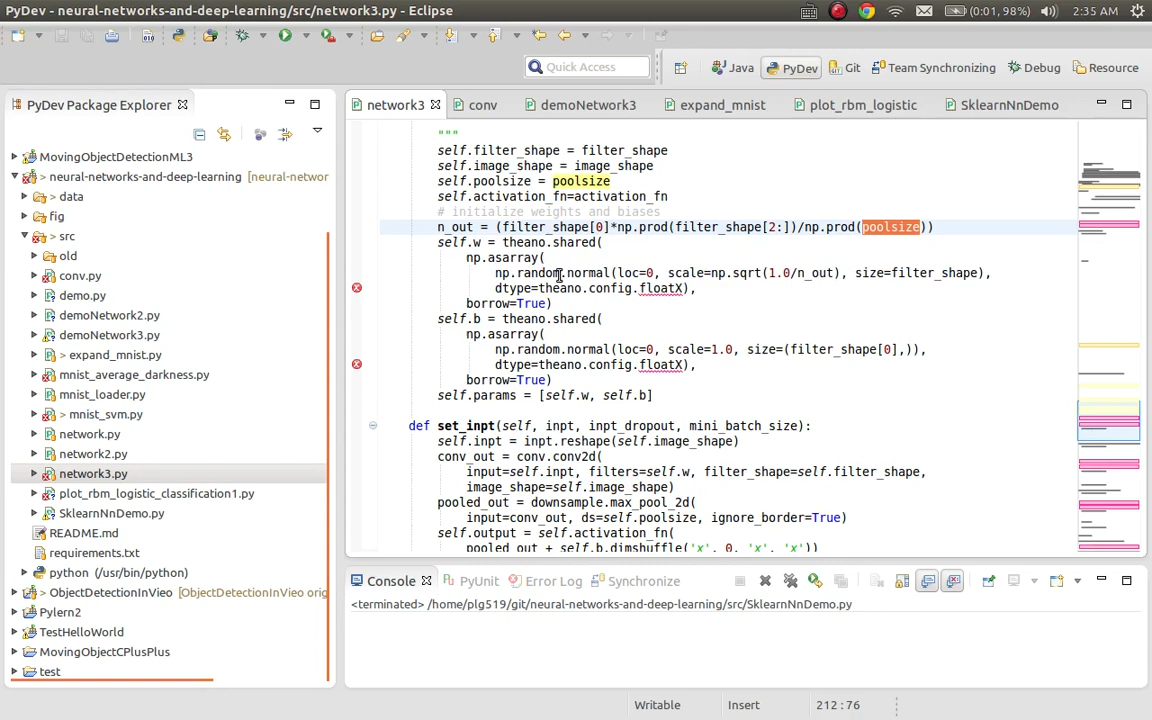 PyDev - neural-networks-and-deep-learning/src/network3.py - Eclipse
(0:01, 98%) 2:35 AM
Quick Access
Java PyDev Git Team Synchronizing Debug Resource
PyDev Package Explorer
network3 conv demoNetwork3 expand_mnist plot_rbm_logistic SklearnNnDemo
MovingObjectDetectionML3
> neural-networks-and-deep-learning [neural-networ
> data
fig
> src
old
conv.py
demo.py
demoNetwork2.py
demoNetwork3.py
> expand_mnist.py
mnist_average_darkness.py
mnist_loader.py
> mnist_svm.py
network.py
network2.py
network3.py
plot_rbm_logistic_classification1.py
SklearnNnDemo.py
README.md
requirements.txt
python (/usr/bin/python)
> ObjectDetectionInVieo [ObjectDetectionInVieo orig
Pylern2
TestHelloWorld
MovingObjectCPlusPlus
test
"""
self.filter_shape = filter_shape
self.image_shape = image_shape
self.poolsize = poolsize
self.activation_fn=activation_fn
# initialize weights and biases
n_out = (filter_shape[0]*np.prod(filter_shape[2:])/np.prod(poolsize))
self.w = theano.shared(
np.asarray(
np.random.normal(loc=0, scale=np.sqrt(1.0/n_out), size=filter_shape),
dtype=theano.config.floatX),
borrow=True)
self.b = theano.shared(
np.asarray(
np.random.normal(loc=0, scale=1.0, size=(filter_shape[0],)),
dtype=theano.config.floatX),
borrow=True)
self.params = [self.w, self.b]
def set_inpt(self, inpt, inpt_dropout, mini_batch_size):
self.inpt = inpt.reshape(self.image_shape)
conv_out = conv.conv2d(
input=self.inpt, filters=self.w, filter_shape=self.filter_shape,
image_shape=self.image_shape)
pooled_out = downsample.max_pool_2d(
input=conv_out, ds=self.poolsize, ignore_border=True)
self.output = self.activation_fn(
pooled_out + self.b.dimshuffle('x', 0, 'x', 'x'))
Console PyUnit Error Log Synchronize
<terminated> /home/plg519/git/neural-networks-and-deep-learning/src/SklearnNnDemo.py
Writable Insert 212 : 76